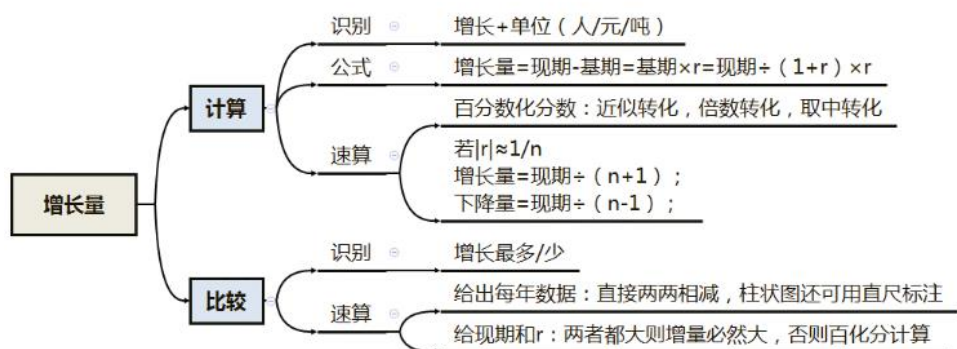 增长量
计算
识别
增长+单位（人/元/吨）
公式
增长量=现期-基期=基期×r=现期÷（1+r）×r
速算
百分数化分数：近似转化，倍数转化，取中转化
若|r|≈1/n
增长量=现期÷（n+1）；
下降量=现期÷（n-1）；
比较
识别
增长最多/少
速算
给出每年数据：直接两两相减，柱状图还可用直尺标注
给现期和r：两者都大则增量必然大，否则百化分计算